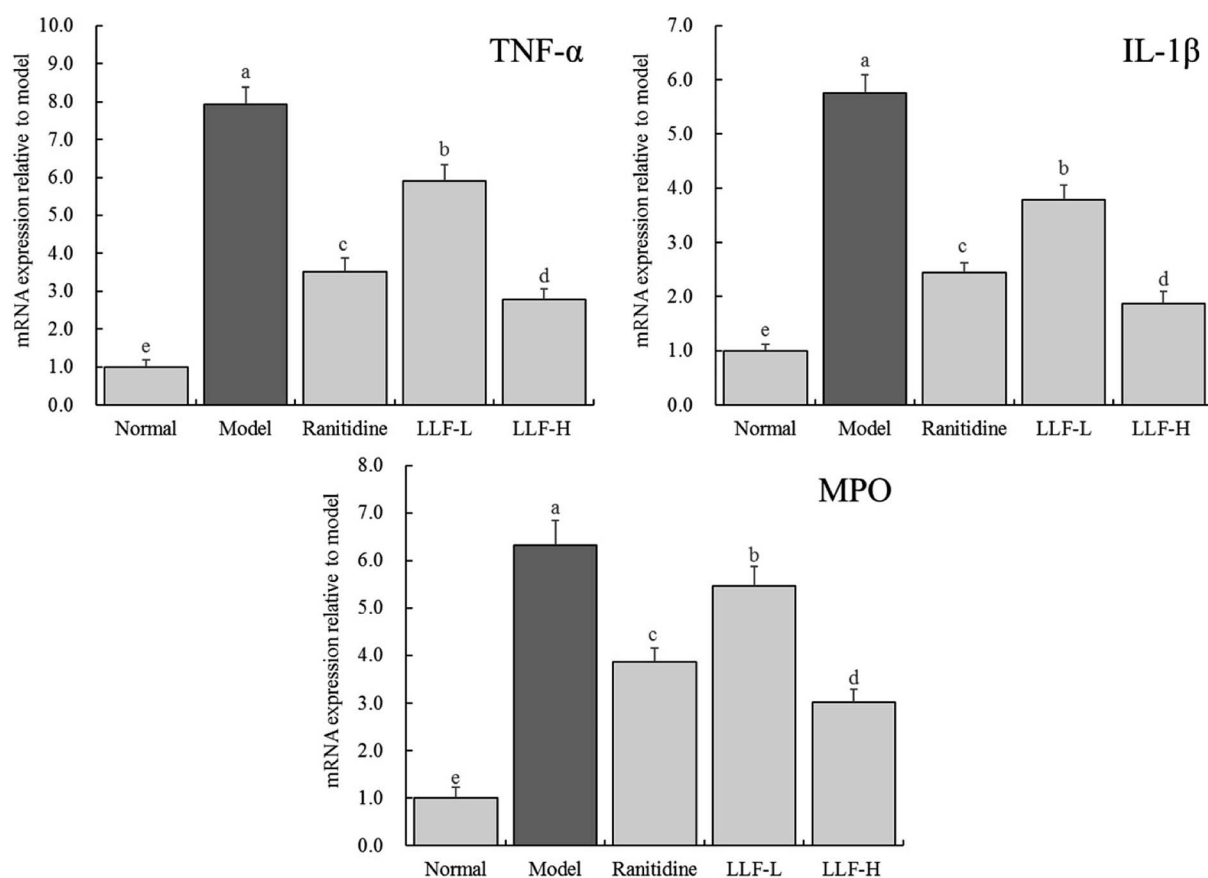 TNF-α
mRNA expression relative to model
10.0
9.0
8.0
7.0
6.0
5.0
4.0
3.0
2.0
1.0
0.0
e
a
c
b
d
Normal Model Ranitidine LLF-L LLF-H
IL-1β
mRNA expression relative to model
7.0
6.0
5.0
4.0
3.0
2.0
1.0
0.0
e
a
c
b
d
Normal Model Ranitidine LLF-L LLF-H
MPO
mRNA expression relative to model
8.0
7.0
6.0
5.0
4.0
3.0
2.0
1.0
0.0
e
a
c
b
d
Normal Model Ranitidine LLF-L LLF-H